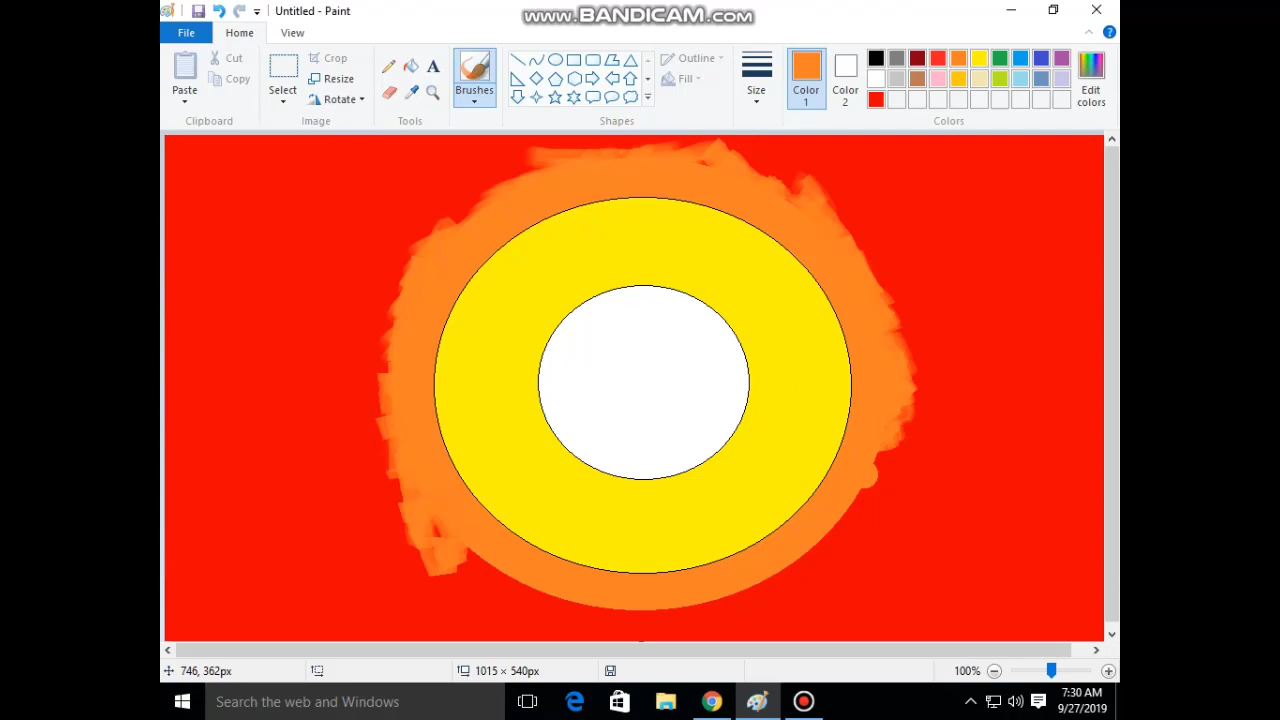 Untitled - Paint
www.BANDICAM.com
File
Home
View
Paste
Cut
Copy
Clipboard
Select
Crop
Resize
Rotate
Image
A
Tools
Brushes
Outline
Fill
Shapes
Size
Color
1
Color
2
Edit
colors
Colors
746, 362px
1015 × 540px
100%
Search the web and Windows
7:30 AM
9/27/2019